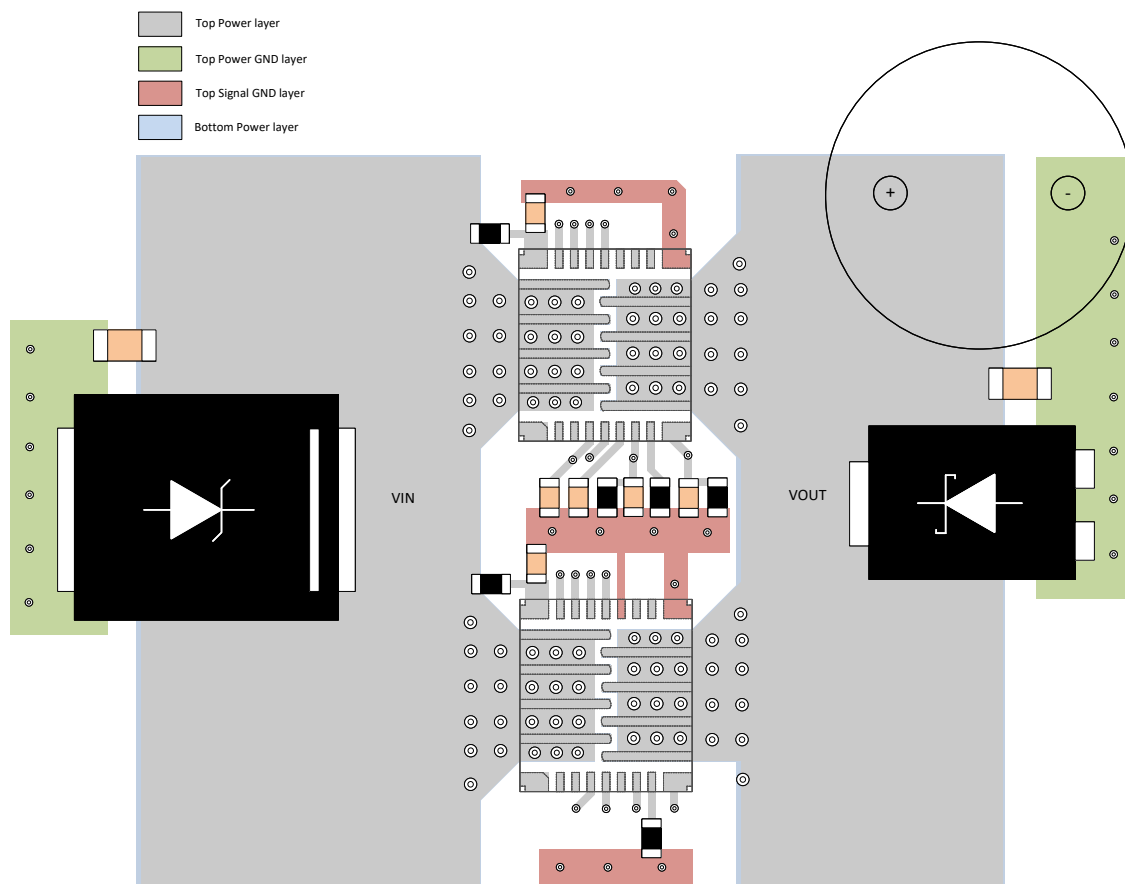 Top Power layer
Top Power GND layer
Top Signal GND layer
Bottom Power layer
+
-
VIN
VOUT